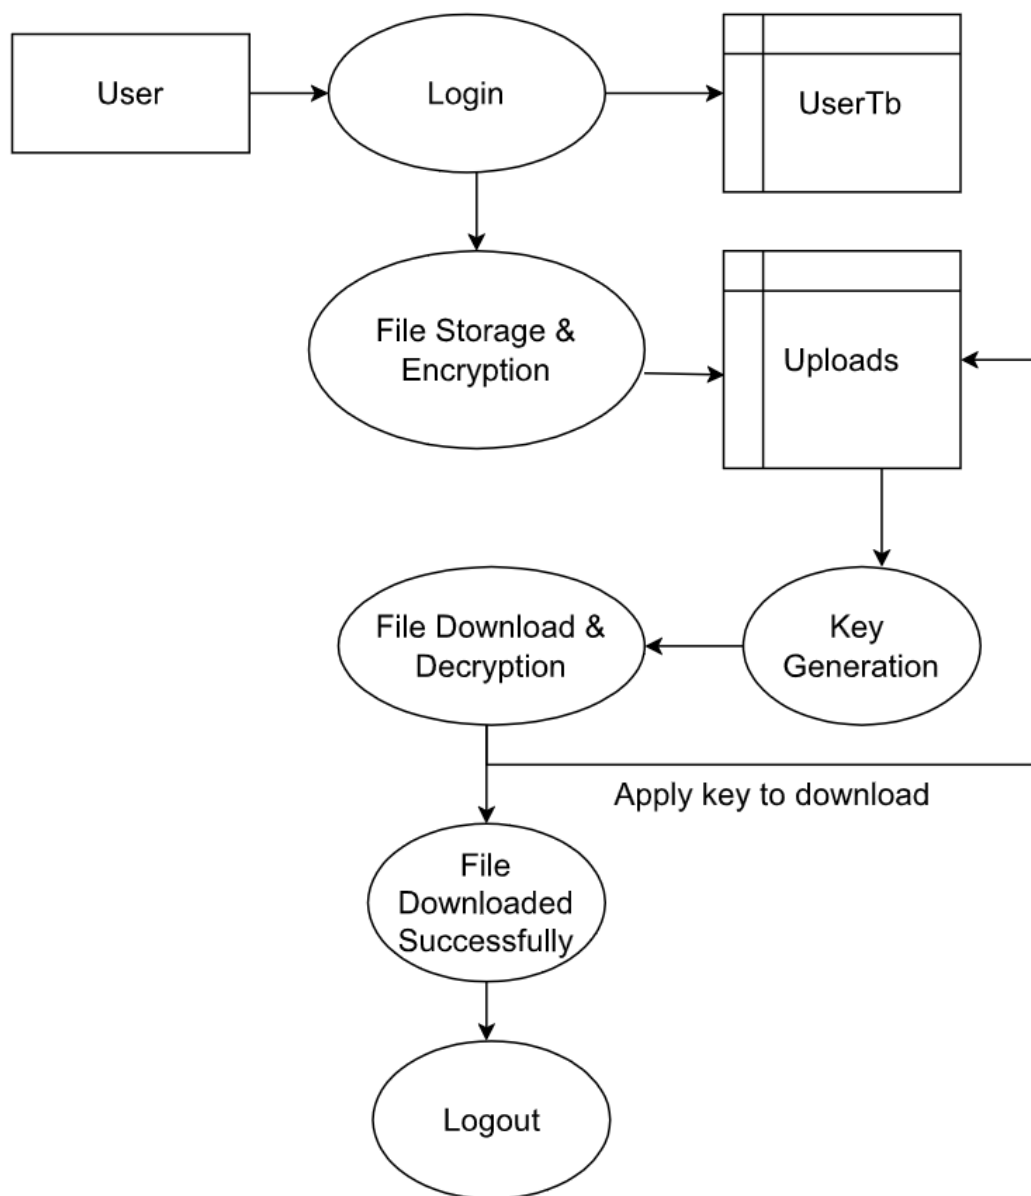 User
Login
UserTb
File Storage &
Encryption
Uploads
File Download &
Decryption
Key
Generation
Apply key to download
File
Downloaded
Successfully
Logout